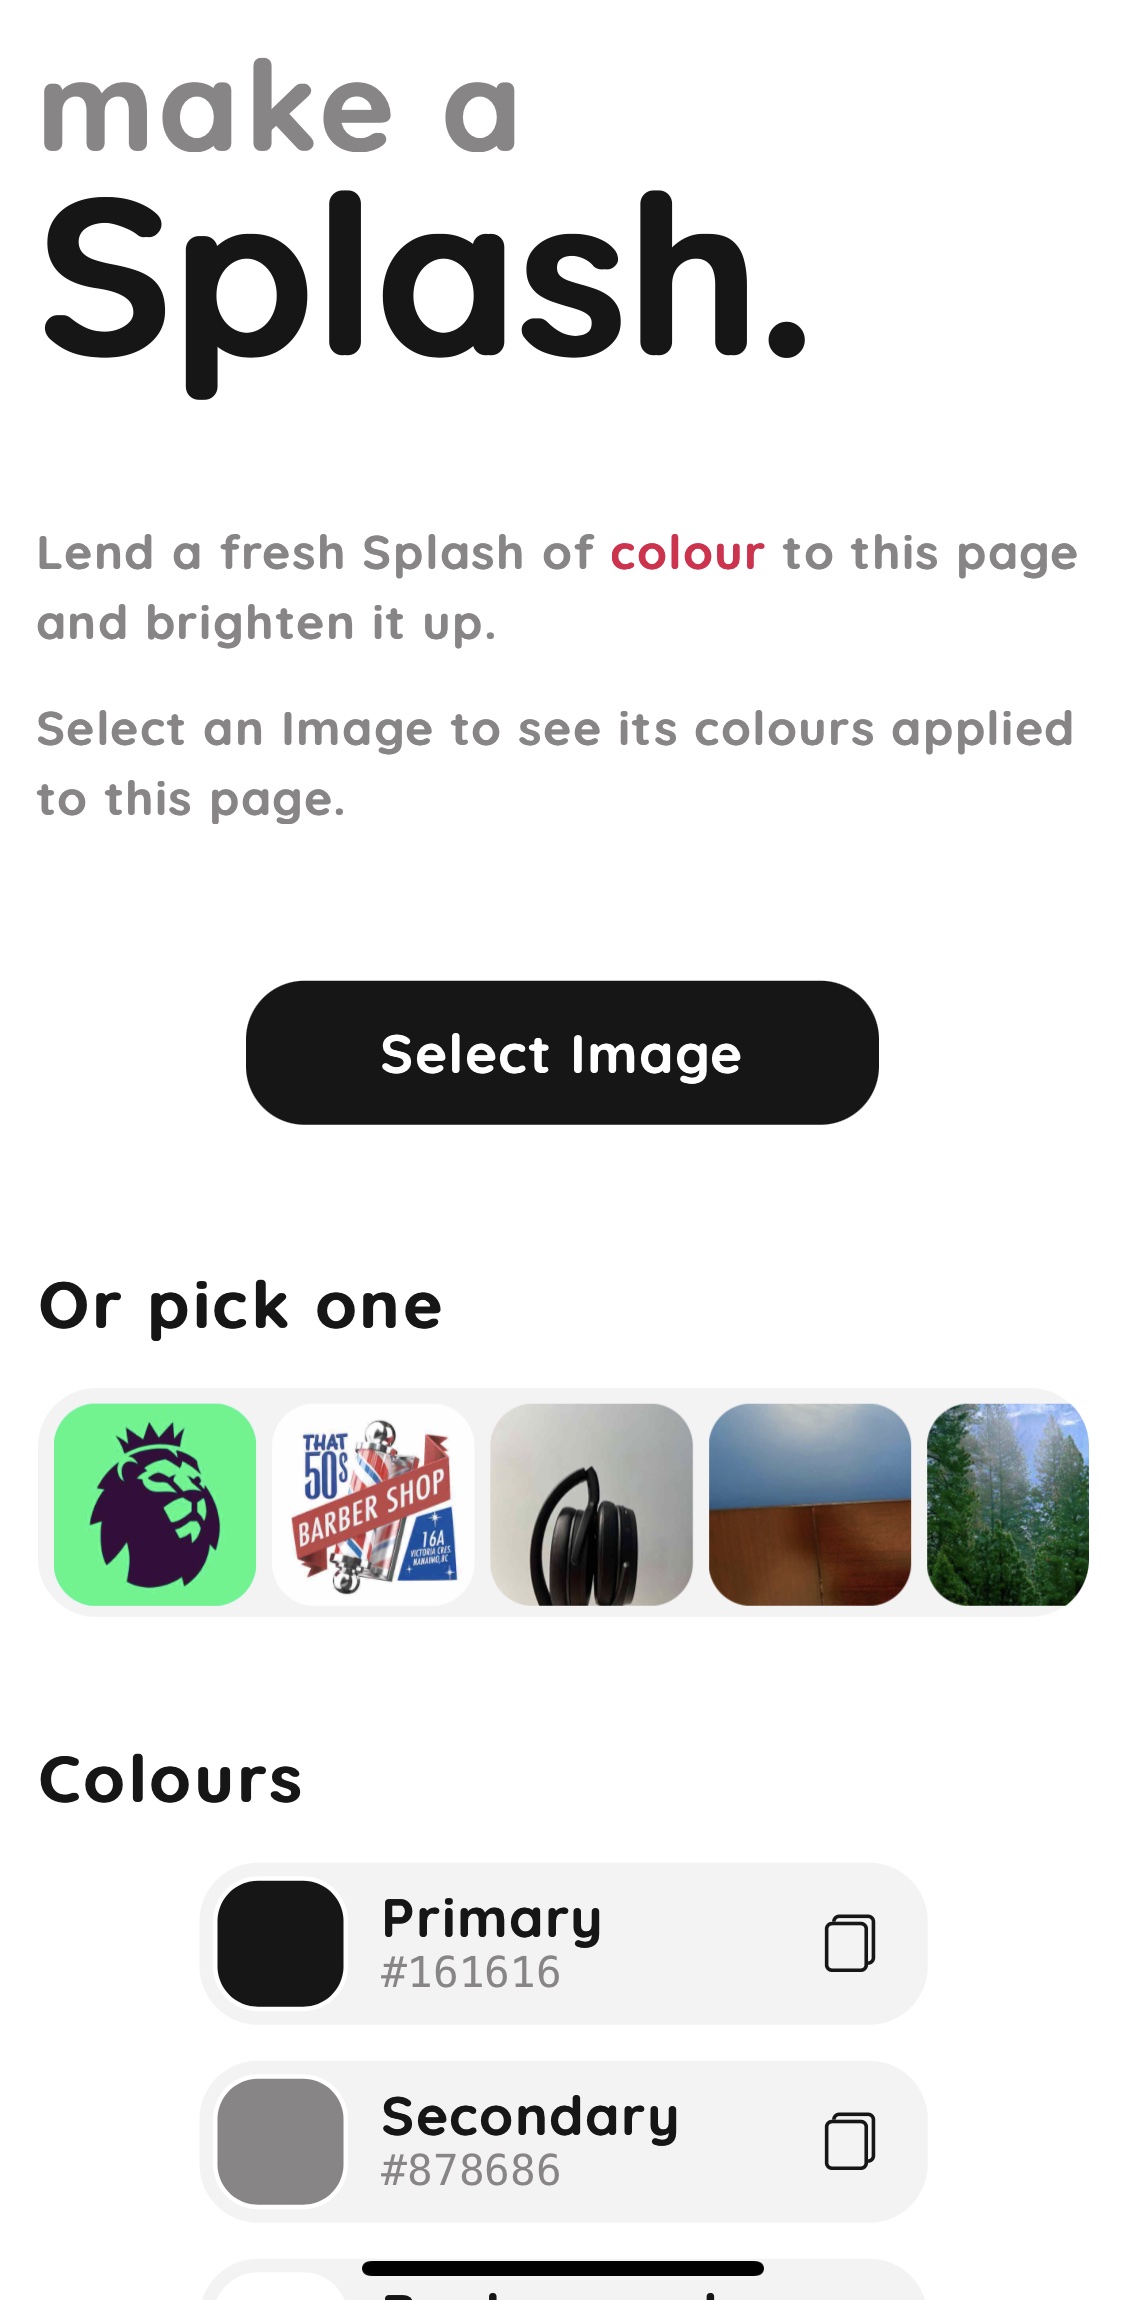 make a
Splash.
Lend a fresh Splash of colour to this page
and brighten it up.
Select an Image to see its colours applied
to this page.
Select Image
Or pick one
THAT
50s
BARBER SHOP
16A
VICTORIA CRES.
NANAIMO, BC
Colours
Primary
#161616
Secondary
#878686